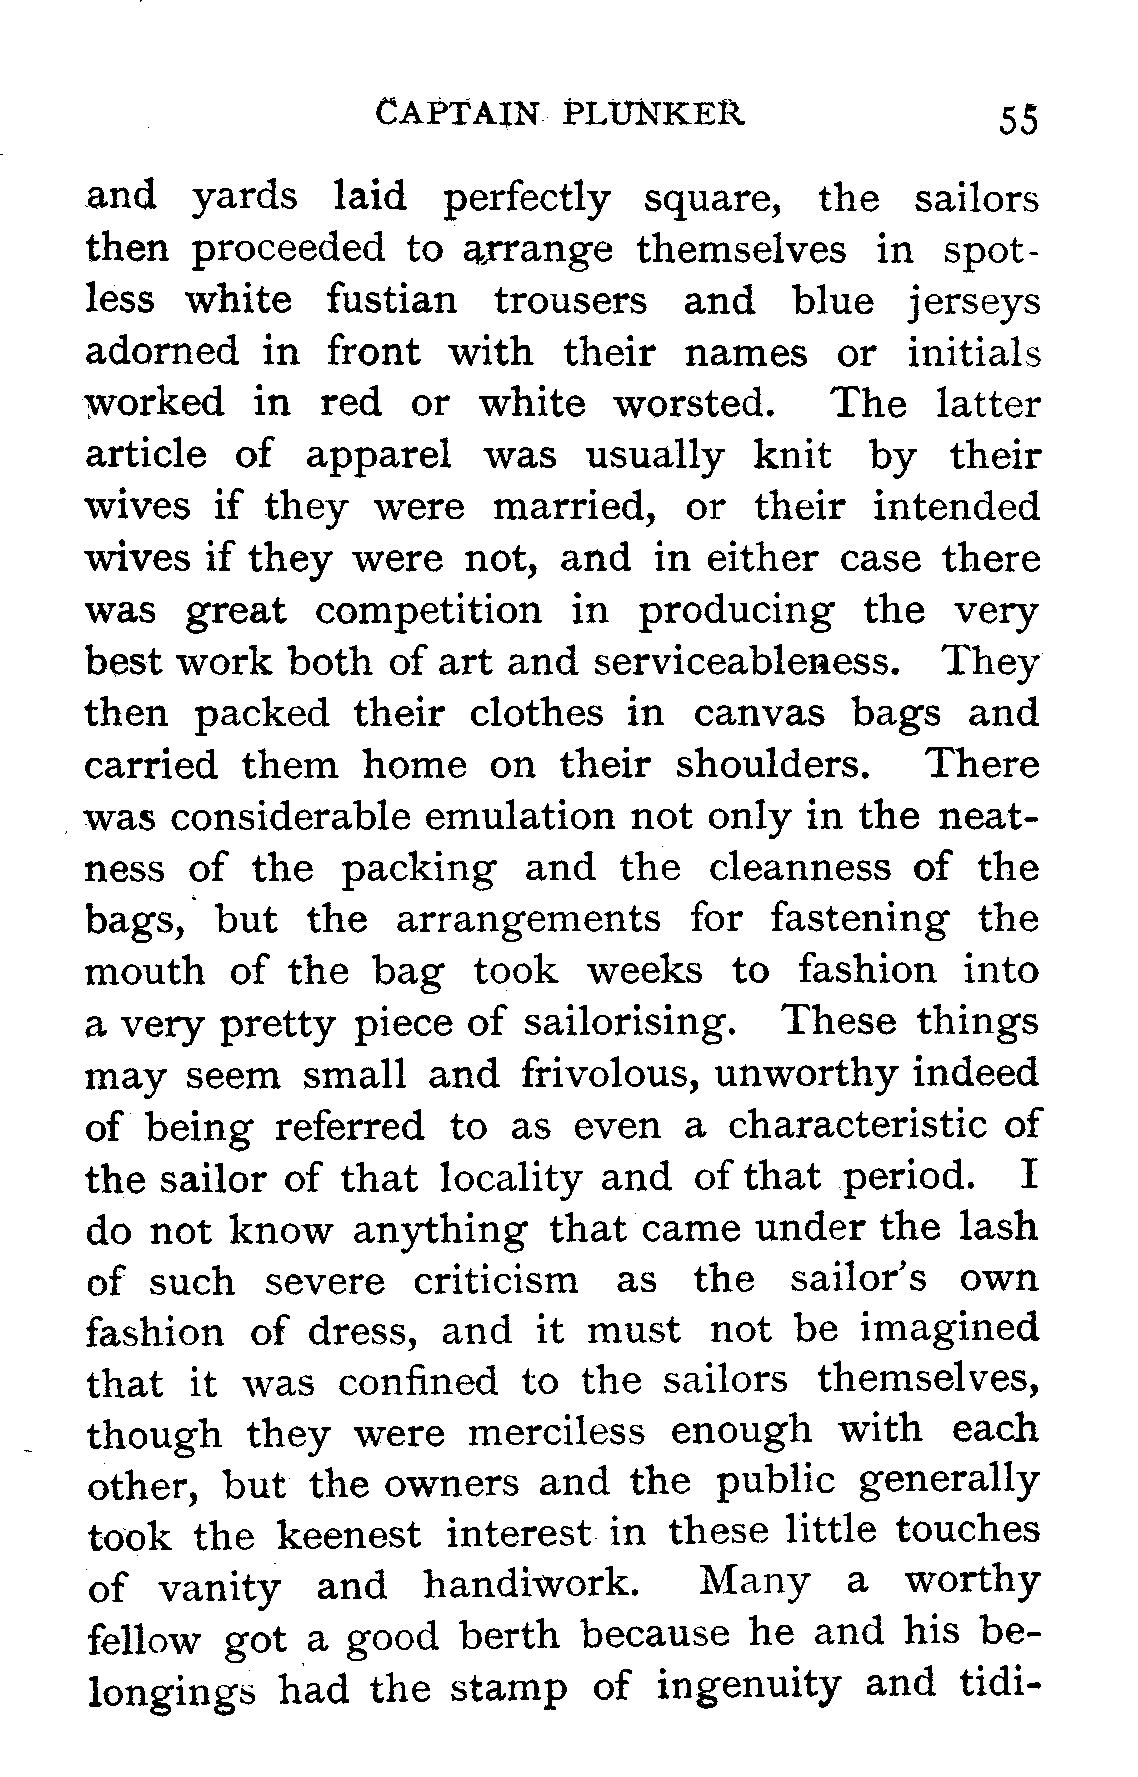 CAPTAIN PLUNKER 55
and yards laid perfectly square, the sailors
then proceeded to arrange themselves in spot-
less white fustian trousers and blue jerseys
adorned in front with their names or initials
worked in red or white worsted. The latter
article of apparel was usually knit by their
wives if they were married, or their intended
wives if they were not, and in either case there
was great competition in producing the very
best work both of art and serviceableness. They
then packed their clothes in canvas bags and
carried them home on their shoulders. There
was considerable emulation not only in the neat-
ness of the packing and the cleanness of the
bags, but the arrangements for fastening the
mouth of the bag took weeks to fashion into
a very pretty piece of sailorising. These things
may seem small and frivolous, unworthy indeed
of being referred to as even a characteristic of
the sailor of that locality and of that period. I
do not know anything that came under the lash
of such severe criticism as the sailor's own
fashion of dress, and it must not be imagined
that it was confined to the sailors themselves,
though they were merciless enough with each
other, but the owners and the public generally
took the keenest interest in these little touches
of vanity and handiwork. Many a worthy
fellow got a good berth because he and his be-
longings had the stamp of ingenuity and tidi-